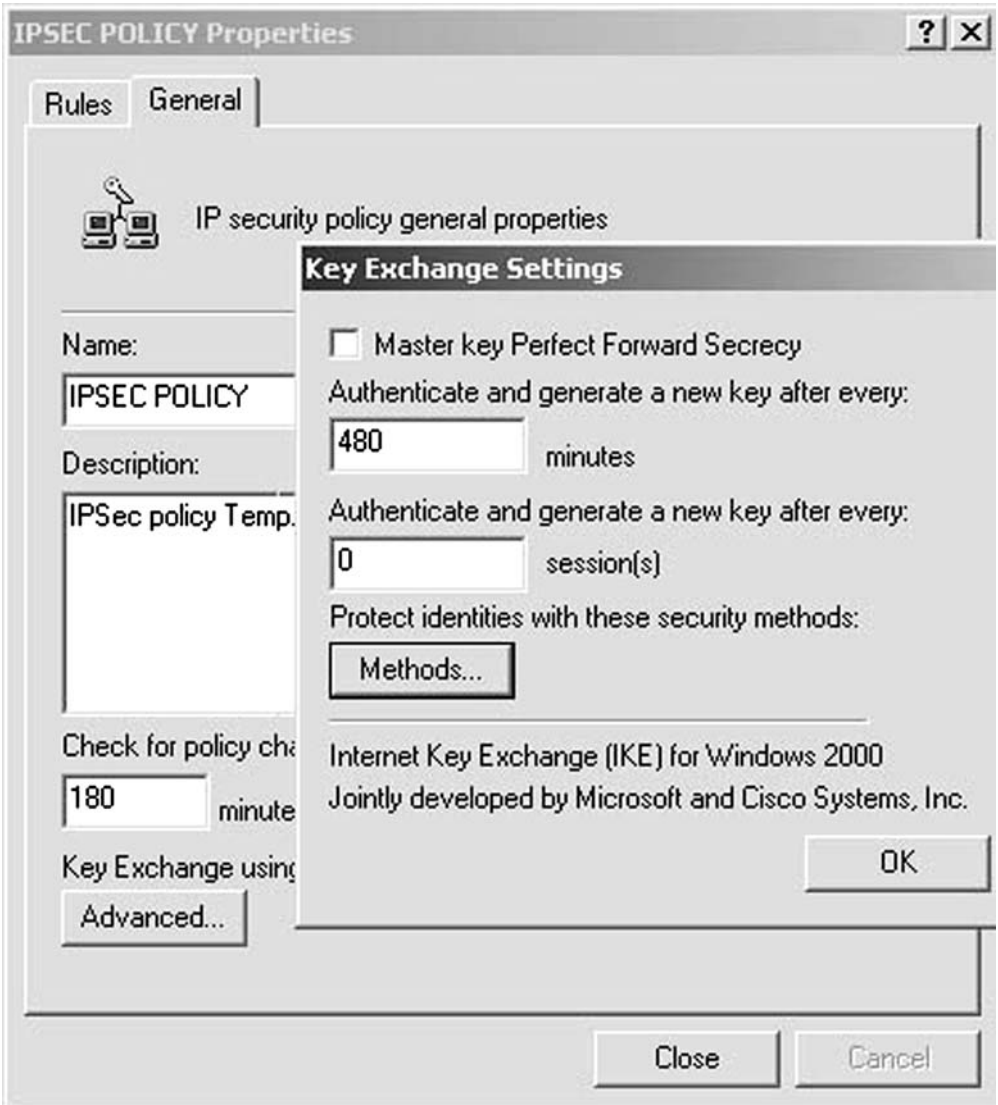 IPSEC POLICY Properties
Rules
General
IP security policy general properties
Name:
IPSEC POLICY
Description:
IPSec policy Temp.
Check for policy
180
Key Exchange using
Advanced...
Key Exchange Settings
Master key Perfect Forward Secrecy
Authenticate and generate a new key after every:
480
minutes
Authenticate and generate a new key after every:
0
session(s)
Protect identities with these security methods:
Methods...
Internet Key Exchange (IKE) for Windows 2000
Jointly developed by Microsoft and Cisco Systems, Inc.
OK
Close
Cancel